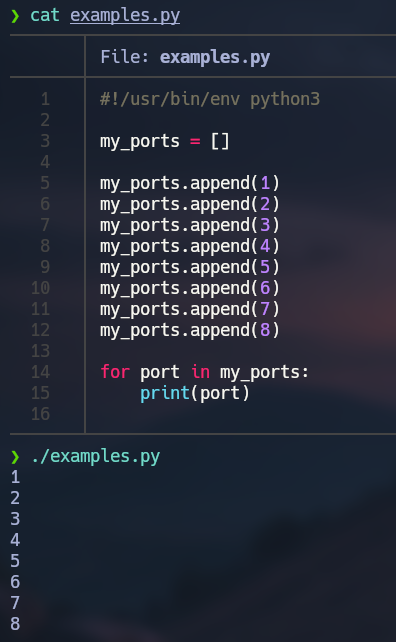 ❯ cat examples.py
File: examples.py
1 #!/usr/bin/env python3
2
3 my_ports = []
4
5 my_ports.append(1)
6 my_ports.append(2)
7 my_ports.append(3)
8 my_ports.append(4)
9 my_ports.append(5)
10 my_ports.append(6)
11 my_ports.append(7)
12 my_ports.append(8)
13
14 for port in my_ports:
15     print(port)
16
❯ ./examples.py
1
2
3
4
5
6
7
8